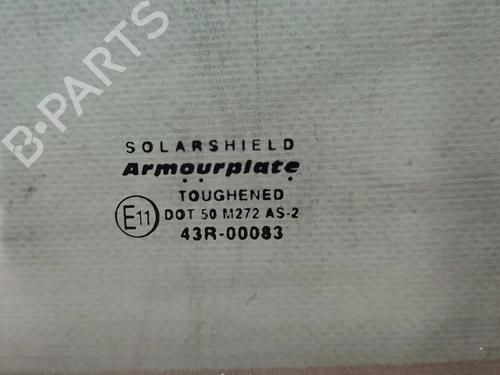 B-PARTS
SOLARSHIELD
Armourplate
TOUGHENED
E11 DOT 50 M272 AS-2
43R-00083